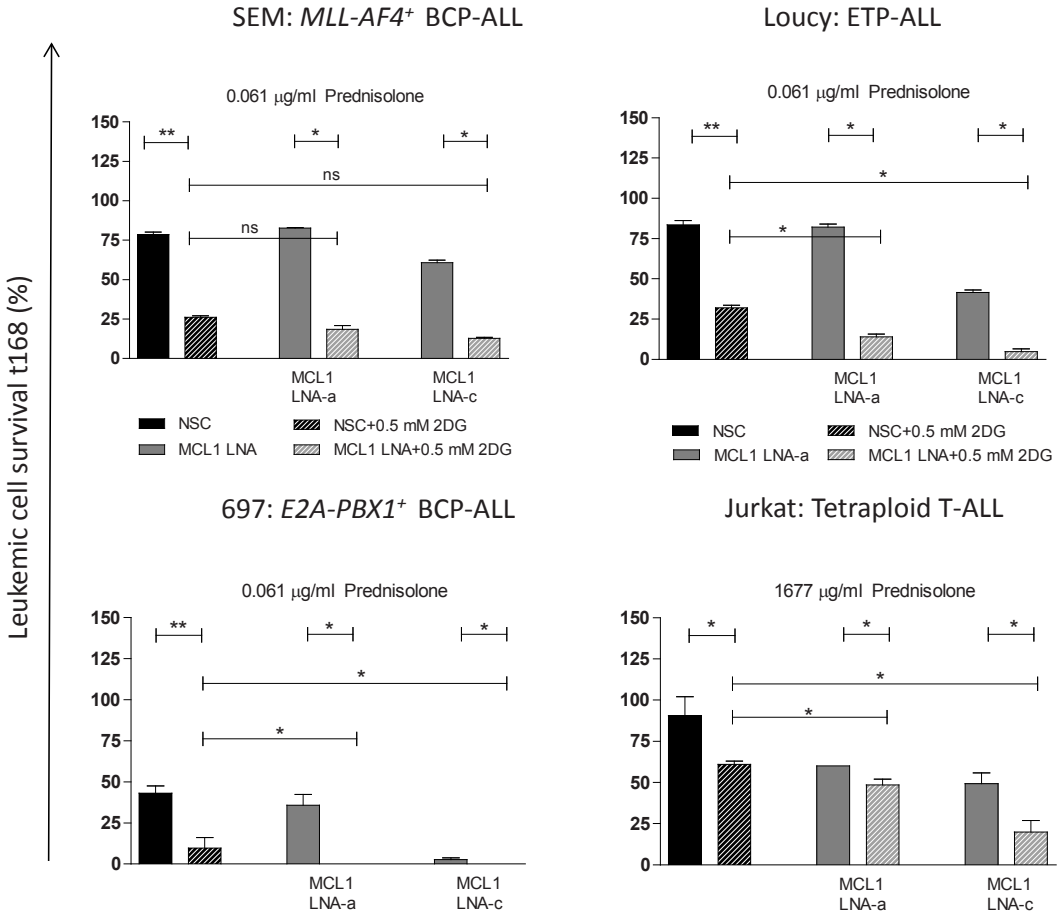 SEM: MLL-AF4+ BCP-ALL
Loucy: ETP-ALL
Leukemic cell survival t168 (%)
0.061 µg/ml Prednisolone
150
125
100
75
50
25
0
**
*
*
ns
ns
MCL1
LNA-a
MCL1
LNA-c
NSC
NSC+0.5 mM 2DG
MCL1 LNA
MCL1 LNA+0.5 mM 2DG
0.061 µg/ml Prednisolone
150
125
100
75
50
25
0
**
*
*
*
*
MCL1
LNA-a
MCL1
LNA-c
NSC
NSC+0.5 mM 2DG
MCL1 LNA-a
MCL1 LNA+0.5 mM 2DG
697: E2A-PBX1+ BCP-ALL
Jurkat: Tetraploid T-ALL
0.061 µg/ml Prednisolone
150
125
100
75
50
25
0
**
*
*
*
*
MCL1
LNA-a
MCL1
LNA-c
1677 µg/ml Prednisolone
150
125
100
75
50
25
0
*
*
*
*
*
MCL1
LNA-a
MCL1
LNA-c